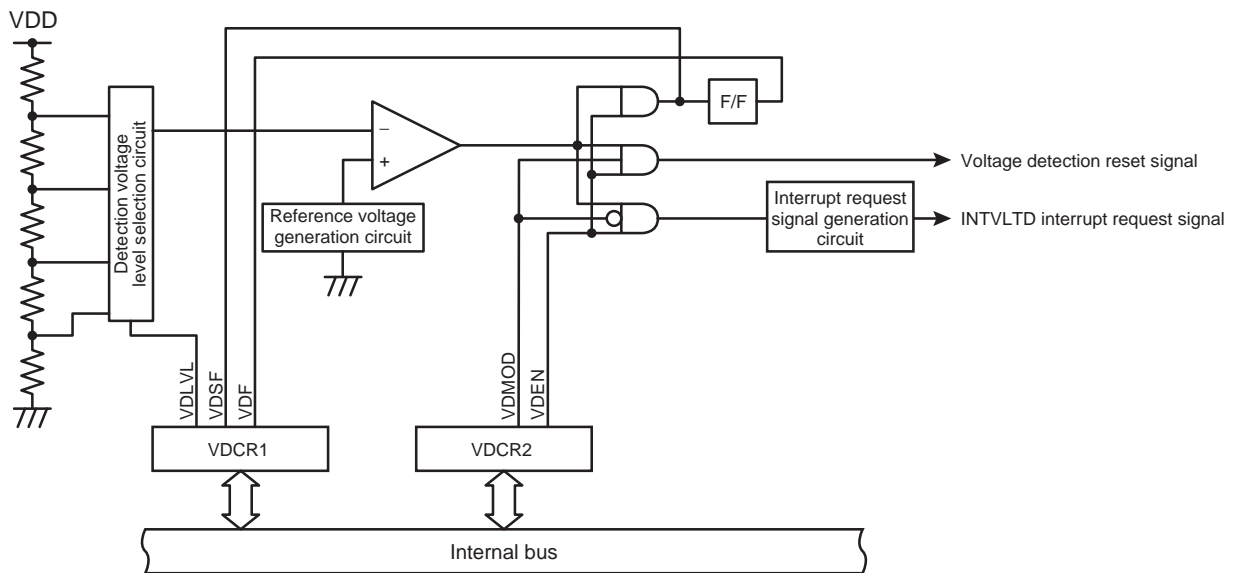 VDD
Detection voltage
level selection circuit
−
+
Reference voltage
generation circuit
F/F
Voltage detection reset signal
Interrupt request
signal generation
circuit
INTVLTD interrupt request signal
VDLVL
VDSF
VDF
VDMOD
VDEN
VDCR1
VDCR2
Internal bus